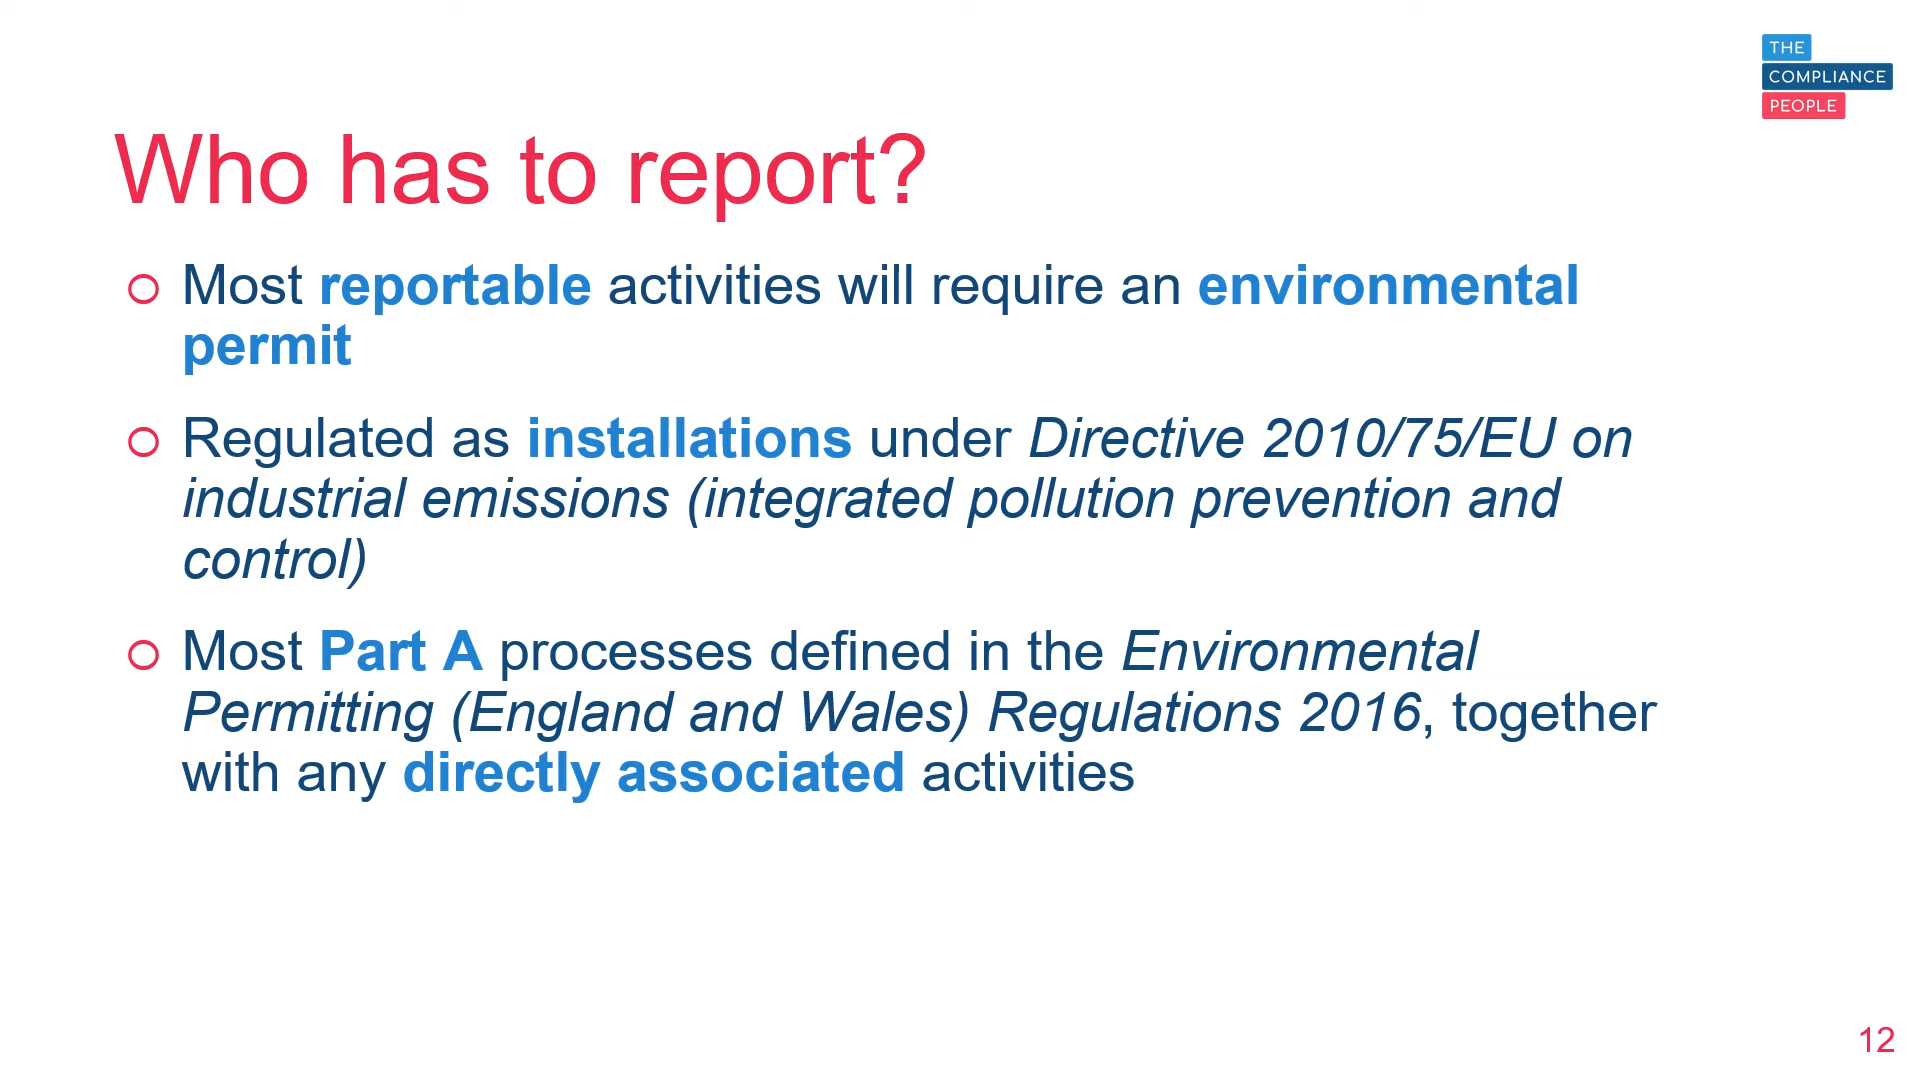 THE
COMPLIANCE
PEOPLE
Who has to report?
Most reportable activities will require an environmental
permit
Regulated as installations under Directive 2010/75/EU on
industrial emissions (integrated pollution prevention and
control)
Most Part A processes defined in the Environmental
Permitting (England and Wales) Regulations 2016, together
with any directly associated activities
12